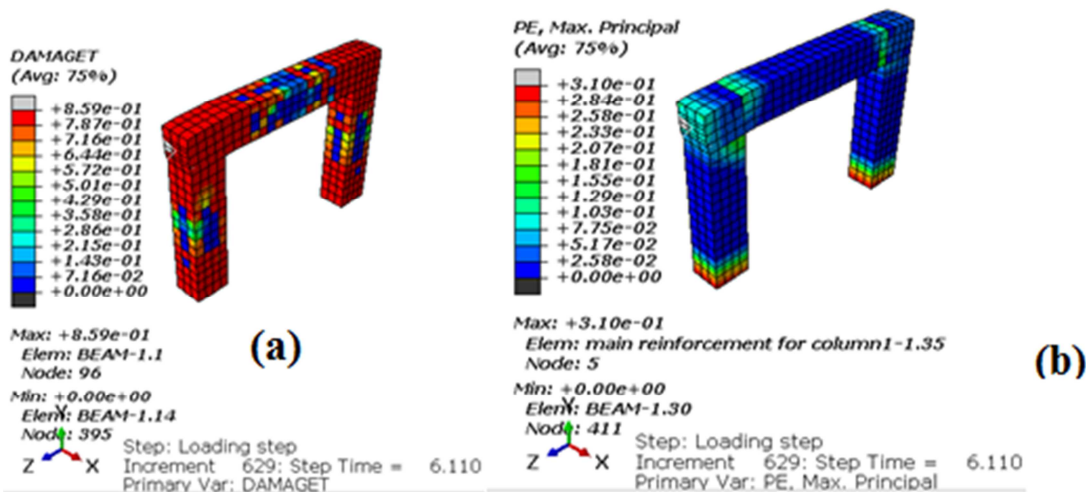 DAMAGET
(Avg: 75%)
+8.59e-01
+7.87e-01
+7.16e-01
+6.44e-01
+5.72e-01
+5.01e-01
+4.29e-01
+3.58e-01
+2.86e-01
+2.15e-01
+1.43e-01
+7.16e-02
+0.00e+00
Max: +8.59e-01
Elem: BEAM-1.1
Node: 96
Min: +0.00e+00
Elem: BEAM-1.14
Node: 395
Y
Z
X
(a)
Step: Loading step
Increment 629: Step Time = 6.110
Primary Var: DAMAGET
PE, Max. Principal
(Avg: 75%)
+3.10e-01
+2.84e-01
+2.58e-01
+2.33e-01
+2.07e-01
+1.81e-01
+1.55e-01
+1.29e-01
+1.03e-01
+7.75e-02
+5.17e-02
+2.58e-02
+0.00e+00
Max: +3.10e-01
Elem: main reinforcement for column1-1.35
Node: 5
Min: +0.00e+00
Elem: BEAM-1.30
Node: 411
Y
Z
X
(b)
Step: Loading step
Increment 629: Step Time = 6.110
Primary Var: PE, Max. Principal